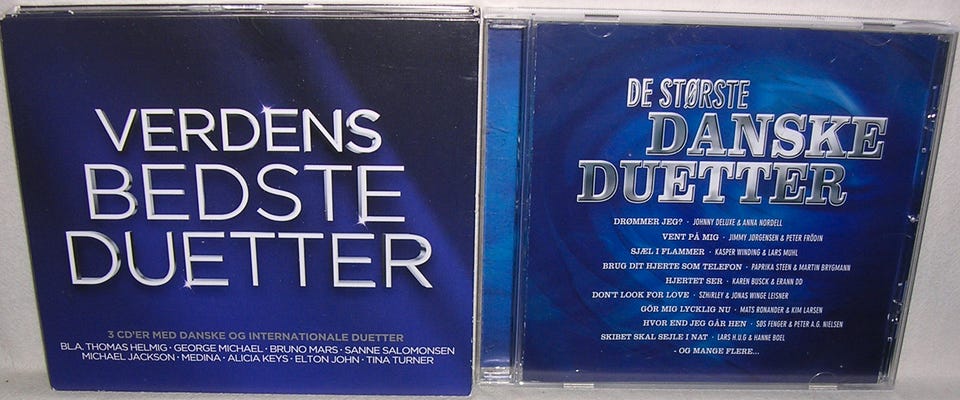 VERDENS
BEDSTE
DUETTER
3 CD'ER MED DANSKE OG INTERNATIONALE DUETTER
BL.A. THOMAS HELMIG · GEORGE MICHAEL · BRUNO MARS · SANNE SALOMONSEN
MICHAEL JACKSON · MEDINA · ALICIA KEYS · ELTON JOHN · TINA TURNER
DE STØRSTE
DANSKE
DUETTER
DRØMMER JEG? · JOHNNY DELUXE & ANNA NORDELL
VENT PÅ MIG · JIMMY JØRGENSEN & PETER FRÖDIN
SJÆL I FLAMMER · KASPER WINDING & LARS MUHL
BRUG DIT HJERTE SOM TELEFON · PAPRIKA STEEN & MARTIN BRYGMANN
HJERTET SER · KAREN BUSCK & ERANN DD
DON'T LOOK FOR LOVE · SZHIRLEY & JONAS WINGE LEISNER
GÖR MIG LYCKLIG NU · MATS RONANDER & KIM LARSEN
HVOR END JEG GÅR HEN · SØS FENGER & PETER A.G. NIELSEN
SKIBET SKAL SEJLE I NAT · LARS H.U.G & HANNE BOEL
- OG MANGE FLERE...